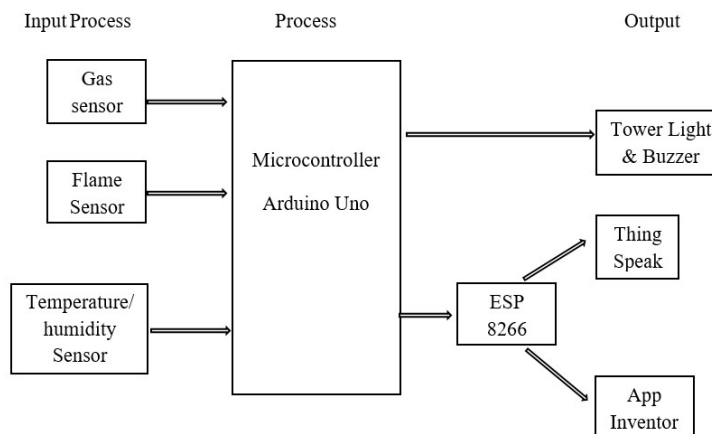 Input Process
Process
Output
Gas
sensor
Flame
Sensor
Temperature/
humidity
Sensor
Microcontroller
Arduino Uno
Tower Light
& Buzzer
ESP
8266
Thing
Speak
App
Inventor